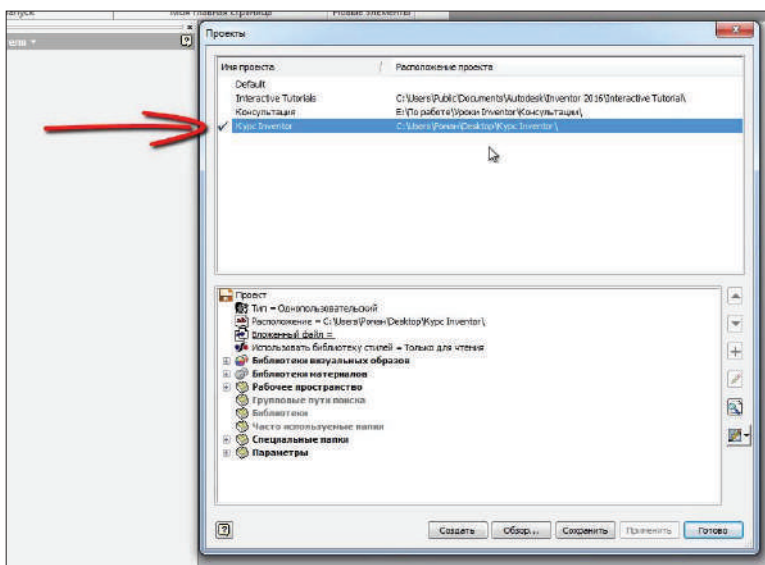 Моя главная страница
Новые элементы
Проекты
Имя проекта / Расположение проекта
Default
Interactive Tutorials C:\Users\Public\Documents\Autodesk\Inventor 2016\Interactive Tutorial\
Консультация E:\По работе\Уроки Inventor\Консультации\
Курс Inventor C:\Users\Роман\Desktop\Курс Inventor\
Проект
Тип = Однопользовательский
Расположение = C:\Users\Роман\Desktop\Курс Inventor\
Вложенный файл =
Использовать библиотеку стилей = Только для чтения
Библиотеки визуальных образов
Библиотеки материалов
Рабочее пространство
Групповые пути поиска
Библиотеки
Часто используемые папки
Специальные папки
Параметры
Создать Обзор... Сохранить Применить Готово